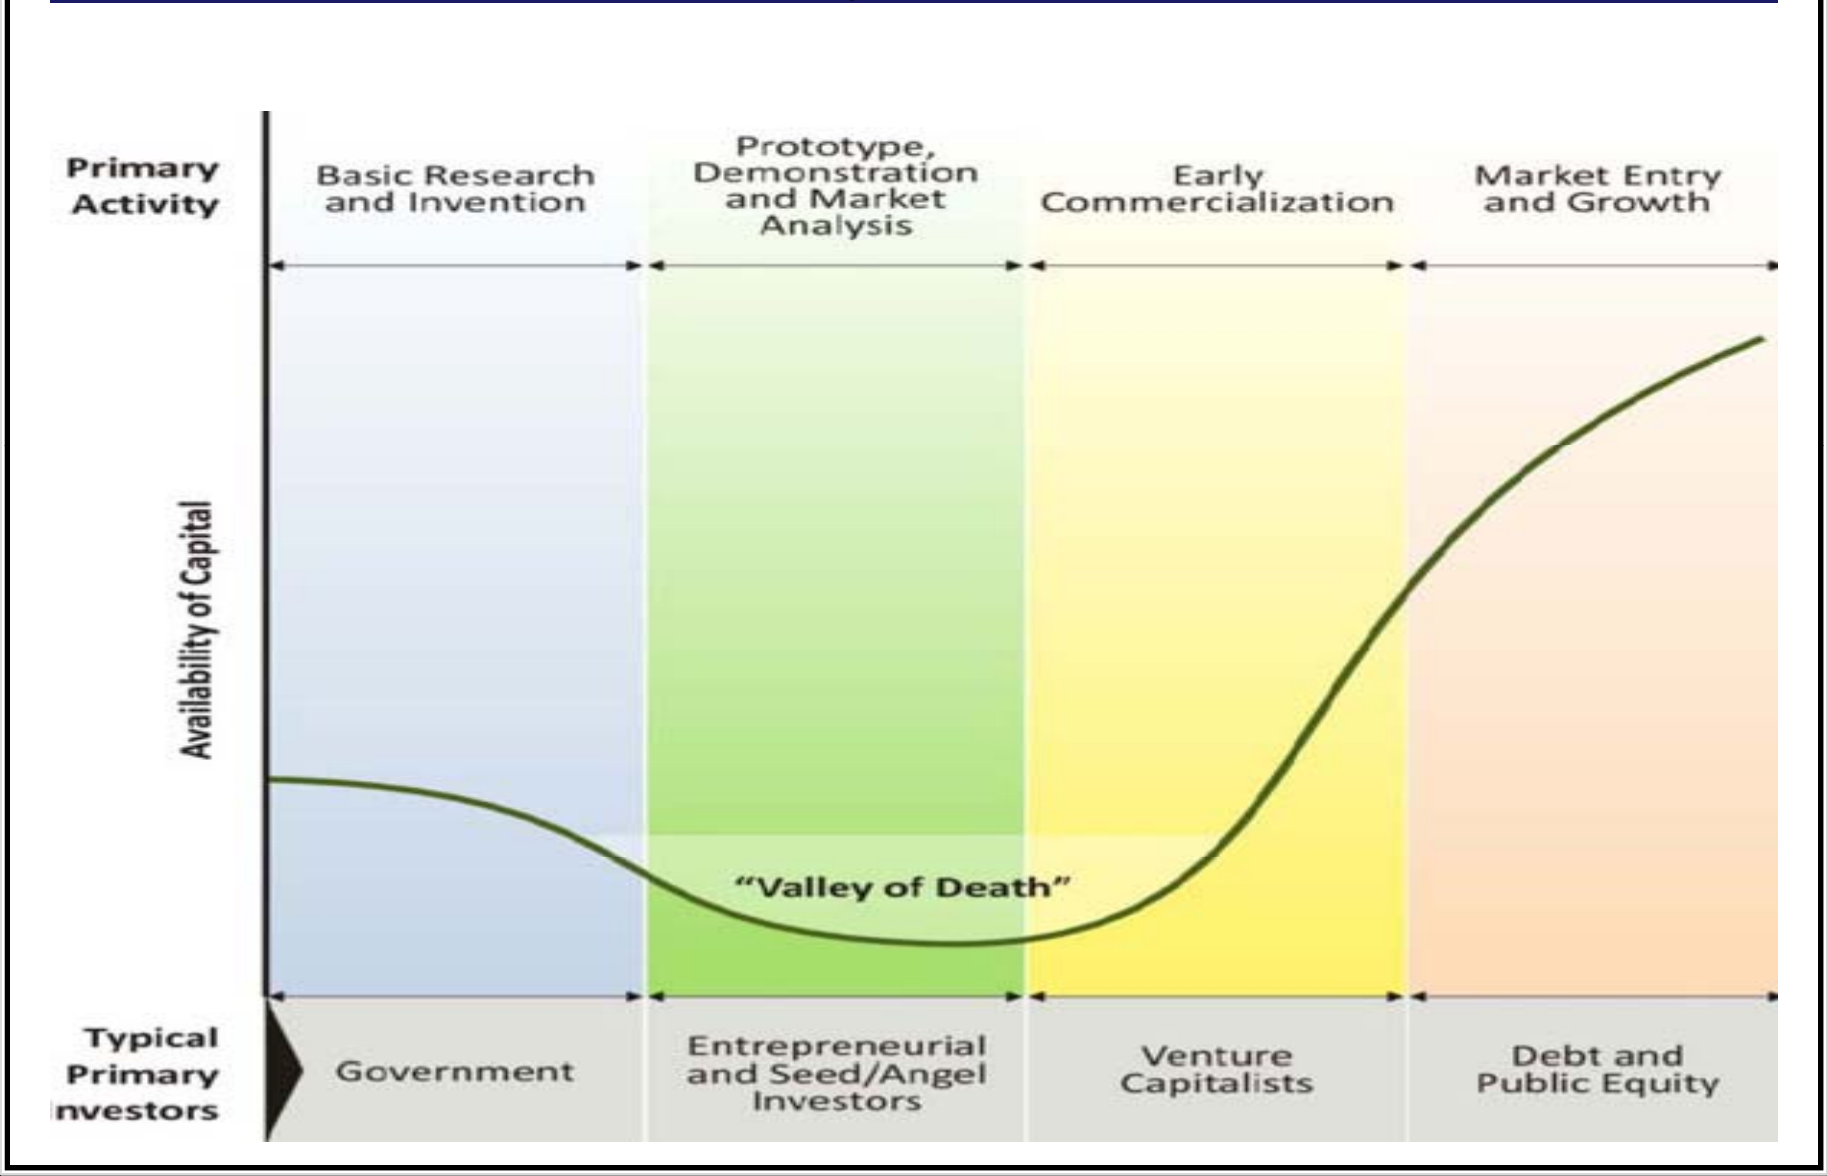 Primary
Activity
Basic Research
and Invention
Prototype,
Demonstration
and Market
Analysis
Early
Commercialization
Market Entry
and Growth
Availability of Capital
“Valley of Death”
Typical
Primary
Investors
Government
Entrepreneurial
and Seed/Angel
Investors
Venture
Capitalists
Debt and
Public Equity